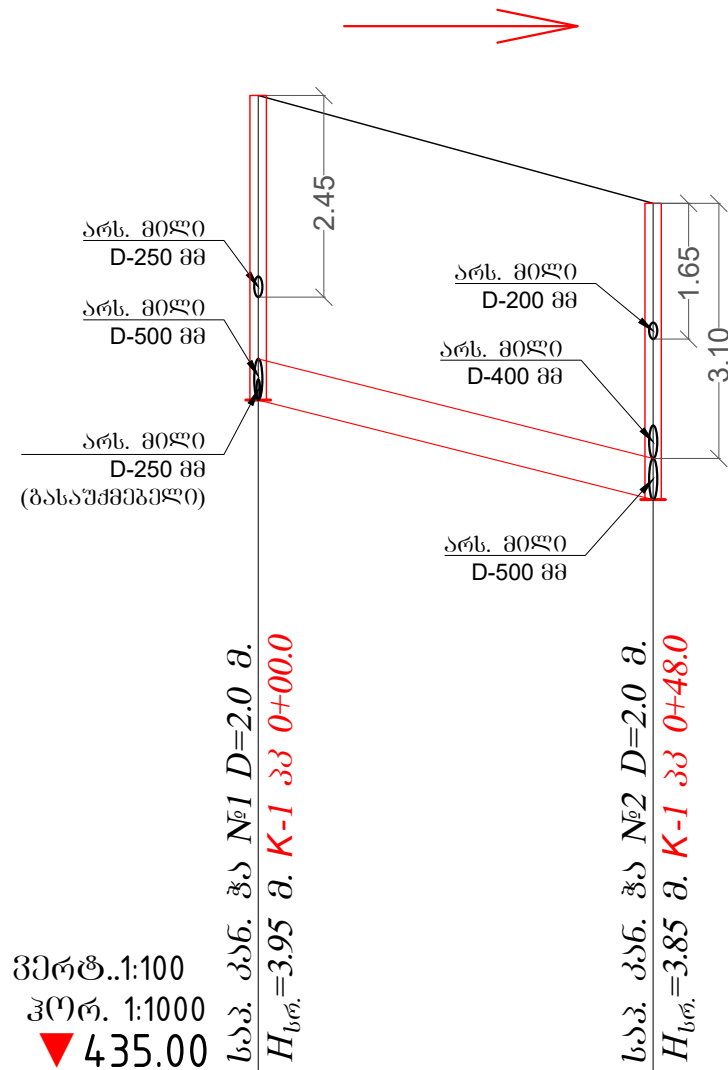 2.45
არს. მილი
D-250 მმ
არს. მილი
D-500 მმ
არს. მილი
D-250 მმ
(გასაუქმებელი)
1.65
3.10
არს. მილი
D-200 მმ
არს. მილი
D-400 მმ
არს. მილი
D-500 მმ
საპ. კან. ჭა №1 D=2.0 მ.
Hსრ.=3.95 მ. K-1 პკ 0+00.0
საპ. კან. ჭა №2 D=2.0 მ.
Hსრ.=3.85 მ. K-1 პკ 0+48.0
ვერტ..1:100
ჰორ. 1:1000
435.00